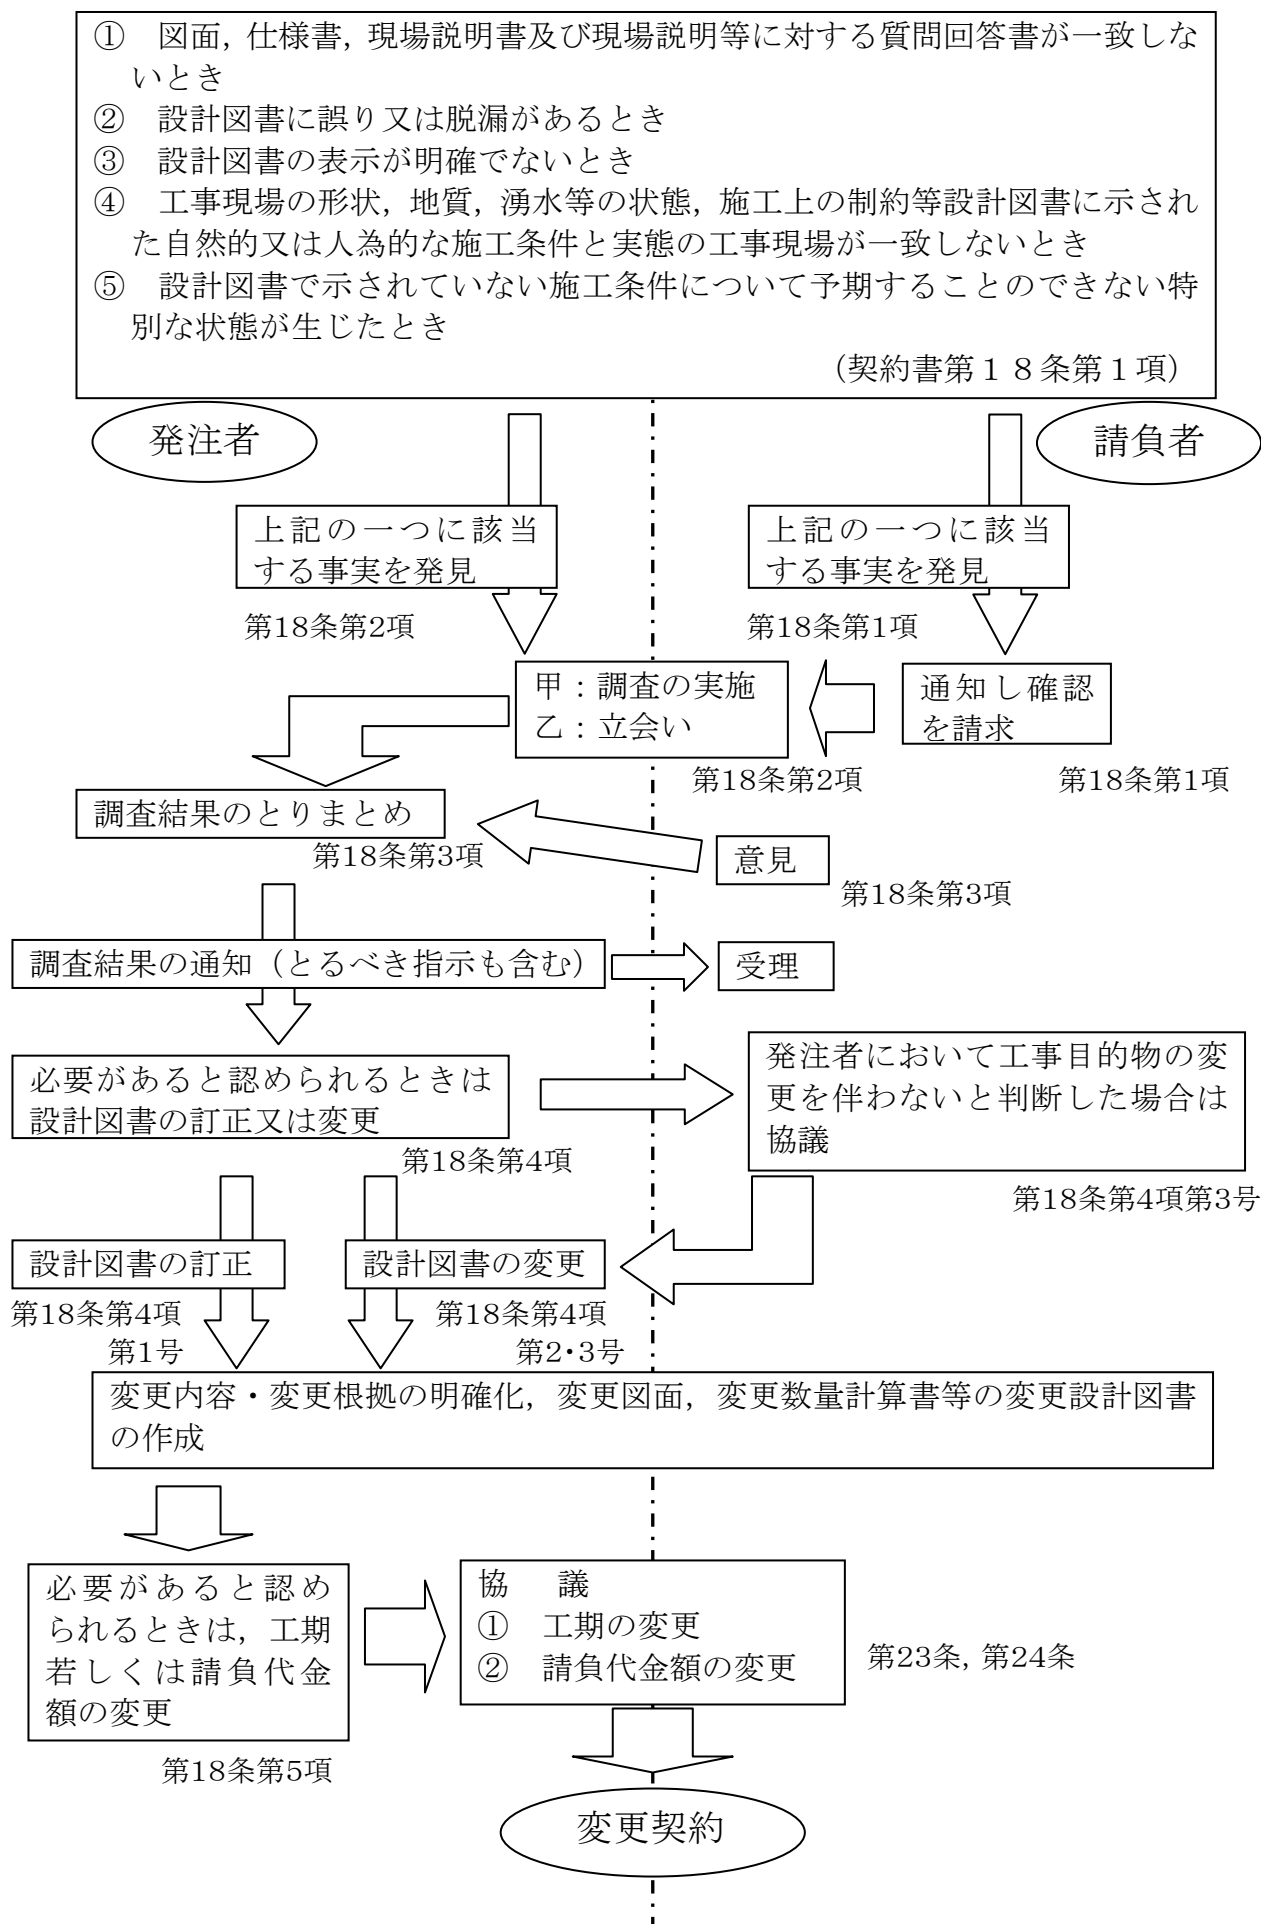 ①　図面，仕様書，現場説明書及び現場説明等に対する質問回答書が一致しな
いとき
②　設計図書に誤り又は脱漏があるとき
③　設計図書の表示が明確でないとき
④　工事現場の形状，地質，湧水等の状態，施工上の制約等設計図書に示され
た自然的又は人為的な施工条件と実態の工事現場が一致しないとき
⑤　設計図書で示されていない施工条件について予期することのできない特
別な状態が生じたとき
（契約書第１８条第１項）
発注者
請負者
上記の一つに該当
する事実を発見
上記の一つに該当
する事実を発見
第18条第2項
第18条第1項
甲：調査の実施
乙：立会い
通知し確認
を請求
第18条第2項
第18条第1項
調査結果のとりまとめ
第18条第3項
意見
第18条第3項
調査結果の通知（とるべき指示も含む）
受理
必要があると認められるときは
設計図書の訂正又は変更
第18条第4項
発注者において工事目的物の変
更を伴わないと判断した場合は
協議
第18条第4項第3号
設計図書の訂正
設計図書の変更
第18条第4項
第1号
第18条第4項
第2・3号
変更内容・変更根拠の明確化，変更図面，変更数量計算書等の変更設計図書
の作成
必要があると認め
られるときは，工期
若しくは請負代金
額の変更
第18条第5項
協　議
①　工期の変更
②　請負代金額の変更
第23条，第24条
変更契約